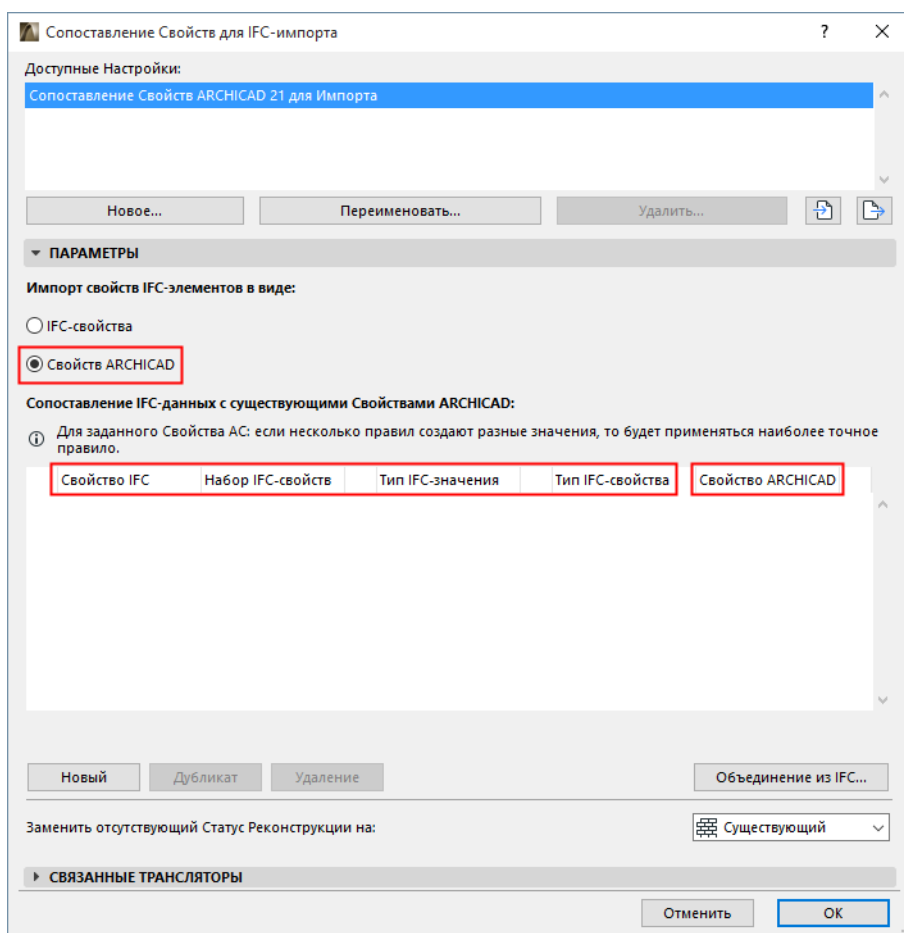 Сопоставление Свойств для IFC-импорта
?
Доступные Настройки:
Сопоставление Свойств ARCHICAD 21 для Импорта
Новое... Переименовать... Удалить...
ПАРАМЕТРЫ
Импорт свойств IFC-элементов в виде:
IFC-свойства
Свойств ARCHICAD
Сопоставление IFC-данных с существующими Свойствами ARCHICAD:
Для заданного Свойства АС: если несколько правил создают разные значения, то будет применяться наиболее точное
правило.
Свойство IFC Набор IFC-свойств Тип IFC-значения Тип IFC-свойства Свойство ARCHICAD
Новый Дубликат Удаление Объединение из IFC...
Заменить отсутствующий Статус Реконструкции на: Существующий
СВЯЗАННЫЕ ТРАНСЛЯТОРЫ
Отменить ОК